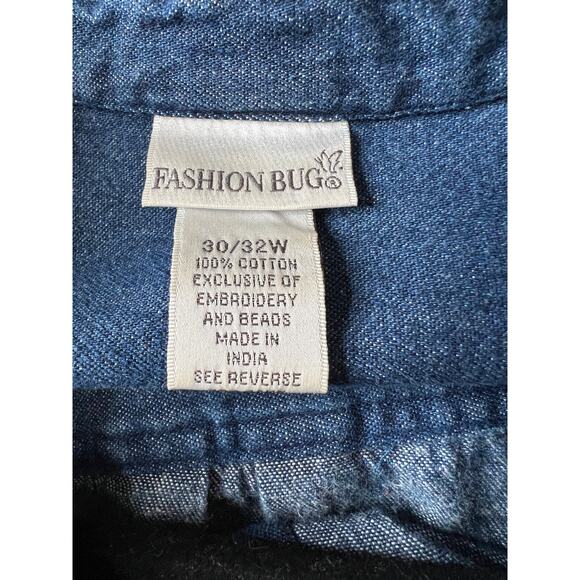 FASHION BUG®
30/32W
100% COTTON
EXCLUSIVE OF
EMBROIDERY
AND BEADS
MADE IN
INDIA
SEE REVERSE